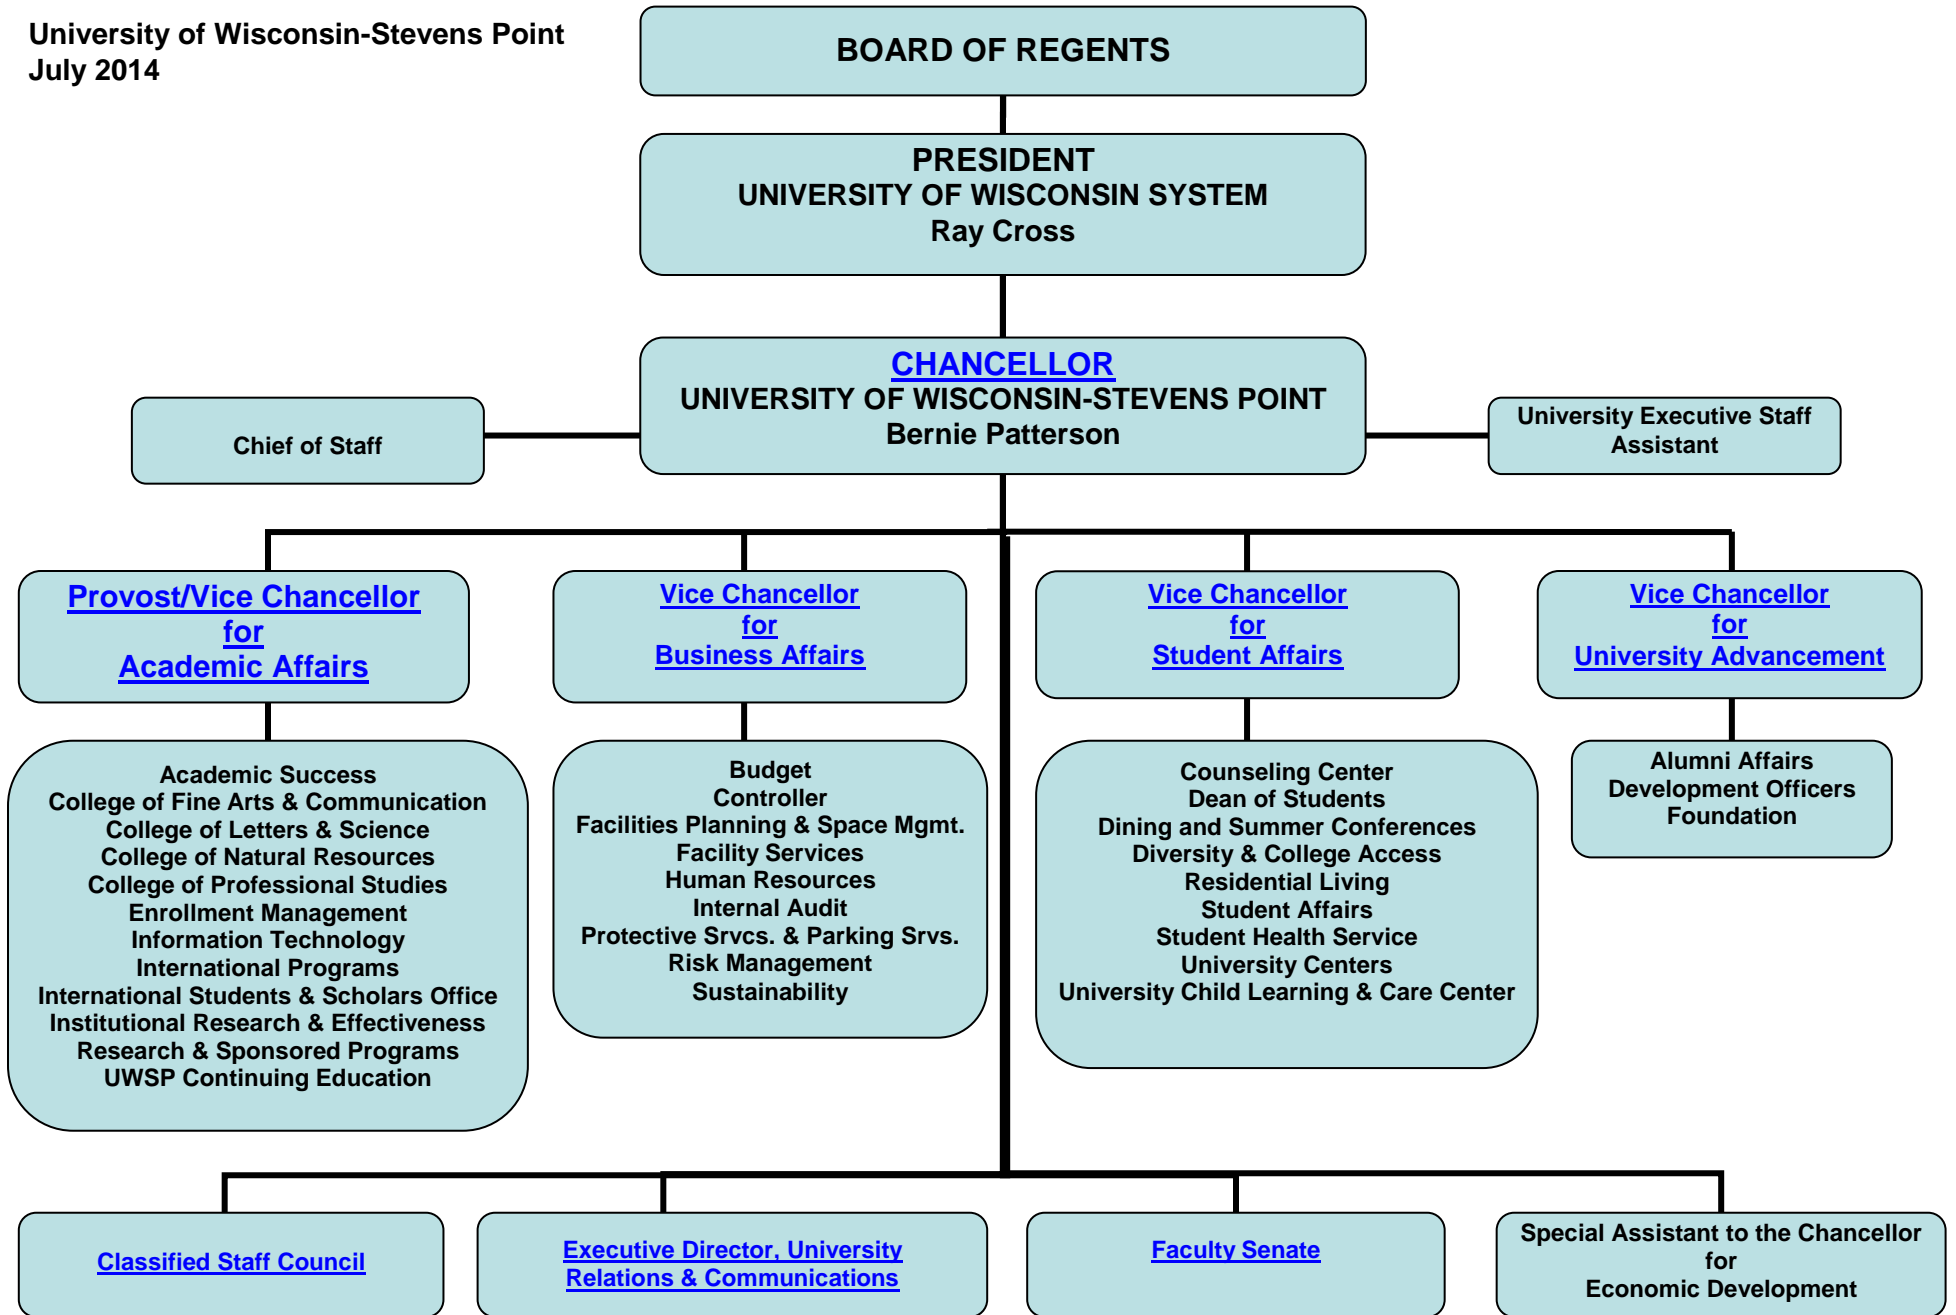 University of Wisconsin-Stevens Point
July 2014
BOARD OF REGENTS
PRESIDENT
UNIVERSITY OF WISCONSIN SYSTEM
Ray Cross
CHANCELLOR
UNIVERSITY OF WISCONSIN-STEVENS POINT
Bernie Patterson
Chief of Staff
University Executive Staff
Assistant
Provost/Vice Chancellor
for
Academic Affairs
Vice Chancellor
for
Business Affairs
Vice Chancellor
for
Student Affairs
Vice Chancellor
for
University Advancement
Academic Success
College of Fine Arts & Communication
College of Letters & Science
College of Natural Resources
College of Professional Studies
Enrollment Management
Information Technology
International Programs
International Students & Scholars Office
Institutional Research & Effectiveness
Research & Sponsored Programs
UWSP Continuing Education
Budget
Controller
Facilities Planning & Space Mgmt.
Facility Services
Human Resources
Internal Audit
Protective Srvcs. & Parking Srvs.
Risk Management
Sustainability
Counseling Center
Dean of Students
Dining and Summer Conferences
Diversity & College Access
Residential Living
Student Affairs
Student Health Service
University Centers
University Child Learning & Care Center
Alumni Affairs
Development Officers
Foundation
Classified Staff Council
Executive Director, University
Relations & Communications
Faculty Senate
Special Assistant to the Chancellor
for
Economic Development